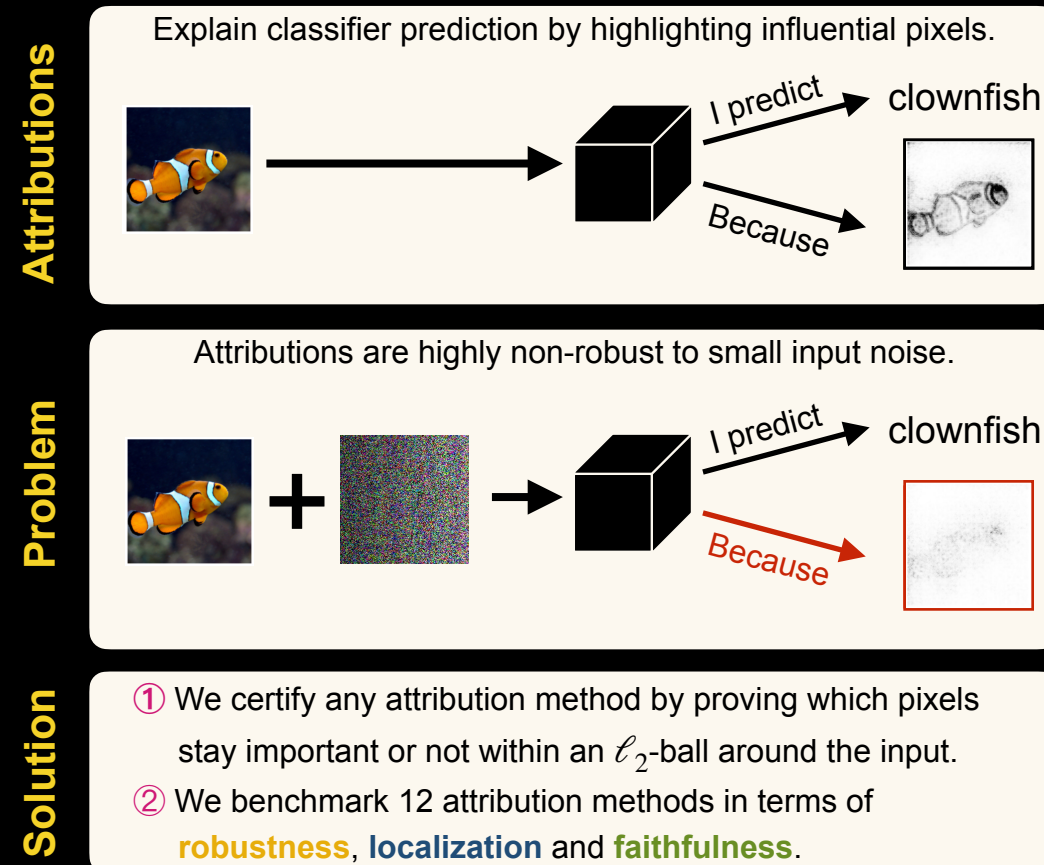 Attributions
Explain classifier prediction by highlighting influential pixels.
I predict
clownfish
Because
Problem
Attributions are highly non-robust to small input noise.
+
I predict
clownfish
Because
Solution
① We certify any attribution method by proving which pixels
stay important or not within an ℓ₂-ball around the input.
② We benchmark 12 attribution methods in terms of
robustness, localization and faithfulness.